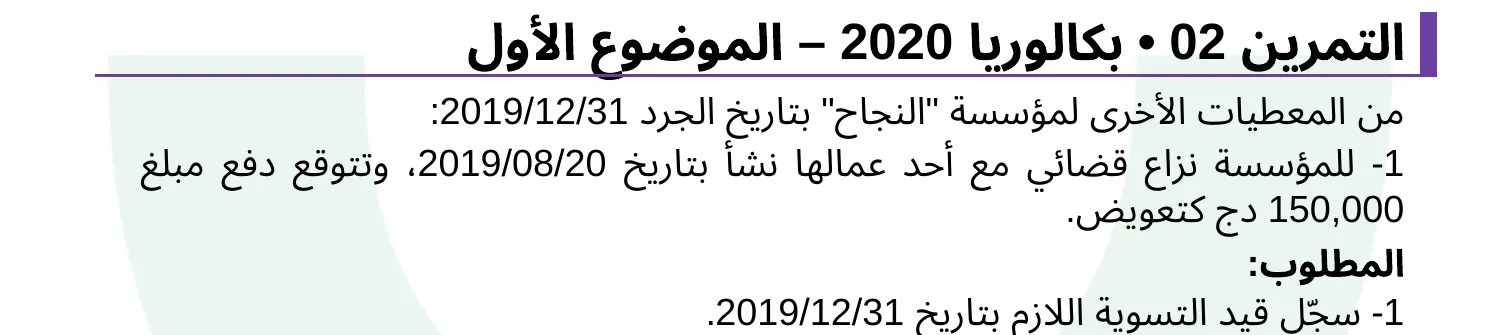 التمرين 02 • بكالوريا 2020 – الموضوع الأول
من المعطيات الأخرى لمؤسسة "النجاح" بتاريخ الجرد 2019/12/31:
1- للمؤسسة نزاع قضائي مع أحد عمالها نشأ بتاريخ 2019/08/20، وتتوقع دفع مبلغ
150,000 دج كتعويض.
المطلوب:
1- سجّل قيد التسوية اللازم بتاريخ 2019/12/31.